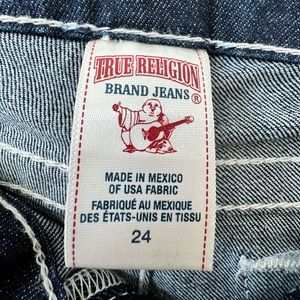 TRUE RELIGION
BRAND JEANS®
MADE IN MEXICO
OF USA FABRIC
FABRIQUÉ AU MEXIQUE
DES ÉTATS-UNIS EN TISSU
24